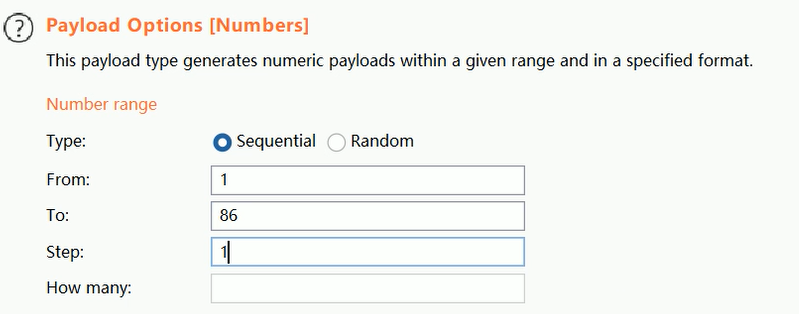 ? Payload Options [Numbers]
This payload type generates numeric payloads within a given range and in a specified format.
Number range
Type: Sequential Random
From: 1
To: 86
Step: 1
How many: